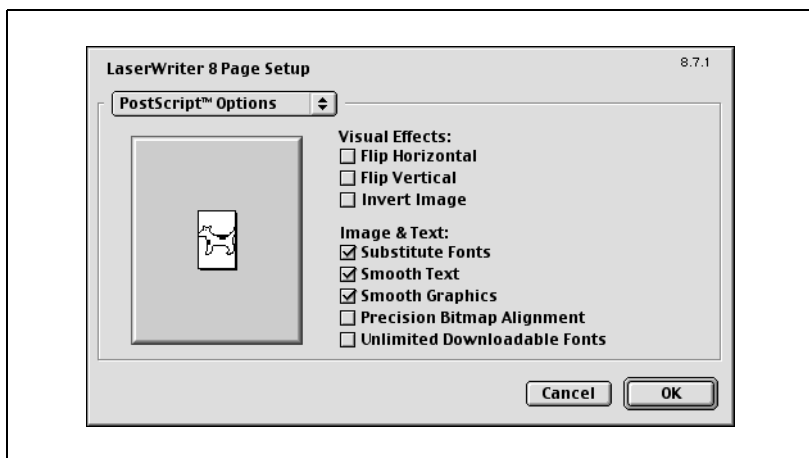 LaserWriter 8 Page Setup
8.7.1
PostScript™ Options
Visual Effects:
Flip Horizontal
Flip Vertical
Invert Image
Image & Text:
Substitute Fonts
Smooth Text
Smooth Graphics
Precision Bitmap Alignment
Unlimited Downloadable Fonts
Cancel
OK